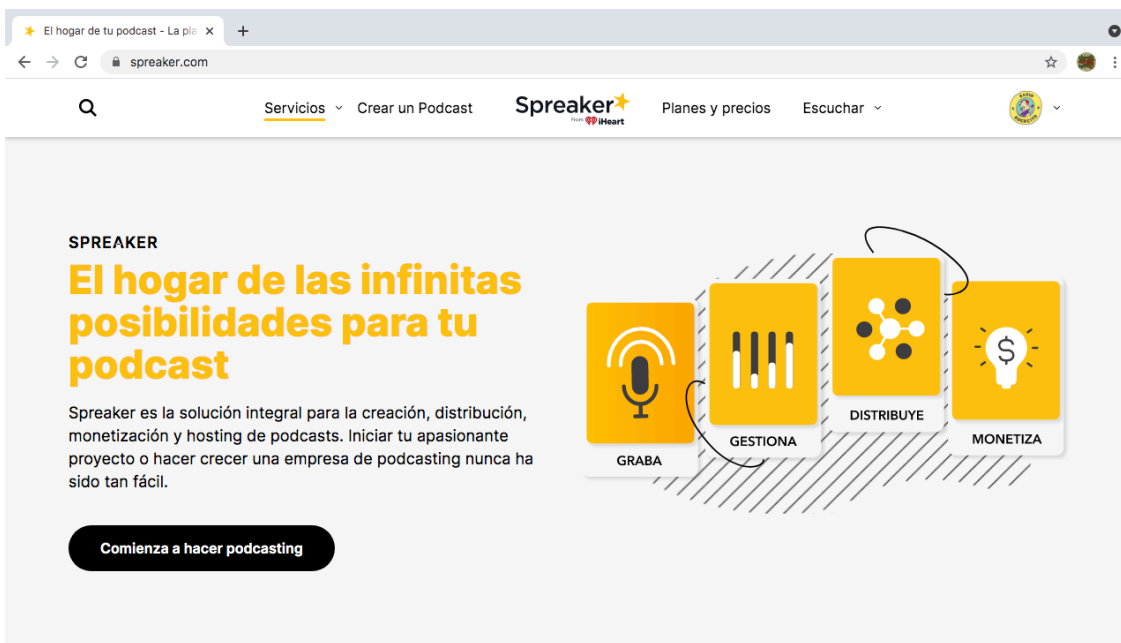 El hogar de tu podcast - La pla
spreaker.com
Servicios Crear un Podcast Spreaker Planes y precios Escuchar
From iHeart
SPREAKER
El hogar de las infinitas
posibilidades para tu
podcast
Spreaker es la solución integral para la creación, distribución,
monetización y hosting de podcasts. Iniciar tu apasionante
proyecto o hacer crecer una empresa de podcasting nunca ha
sido tan fácil.
Comienza a hacer podcasting
GRABA
GESTIONA
DISTRIBUYE
MONETIZA
$